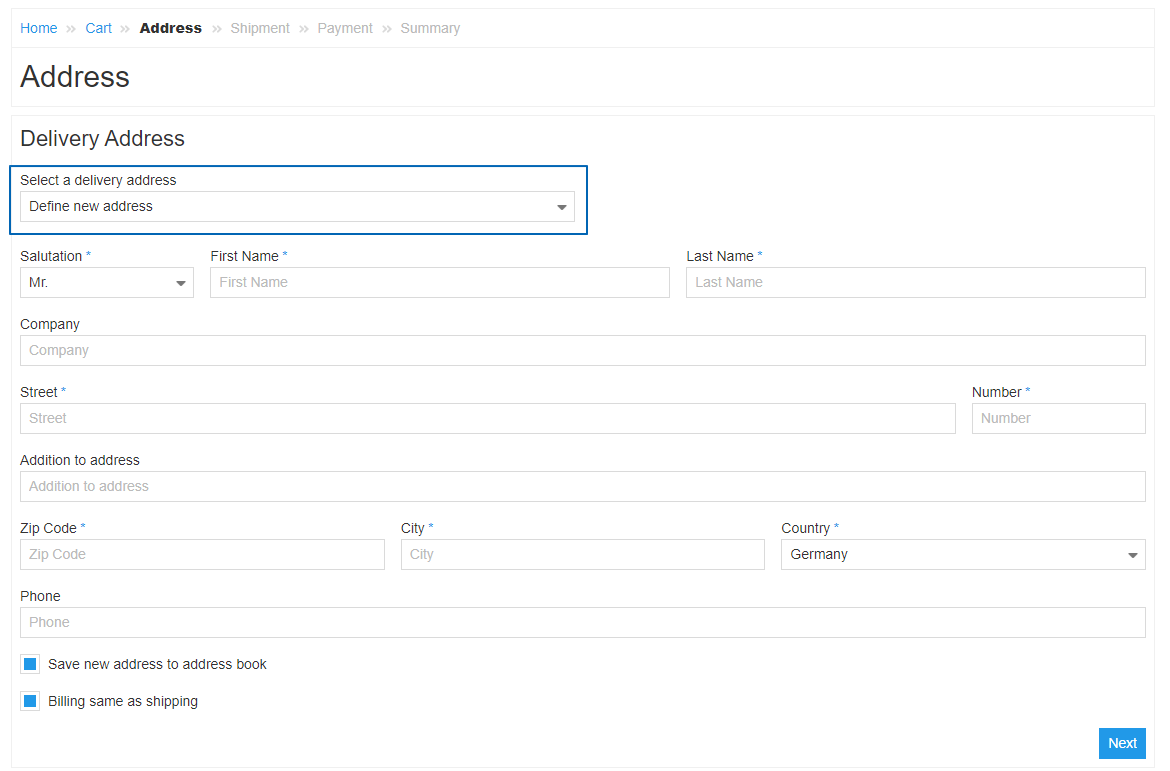 Home » Cart » Address » Shipment » Payment » Summary
Address
Delivery Address
Select a delivery address
Define new address
Salutation * First Name * Last Name *
Mr. First Name Last Name
Company
Company
Street * Number *
Street Number
Addition to address
Addition to address
Zip Code * City * Country *
Zip Code City Germany
Phone
Phone
Save new address to address book
Billing same as shipping
Next